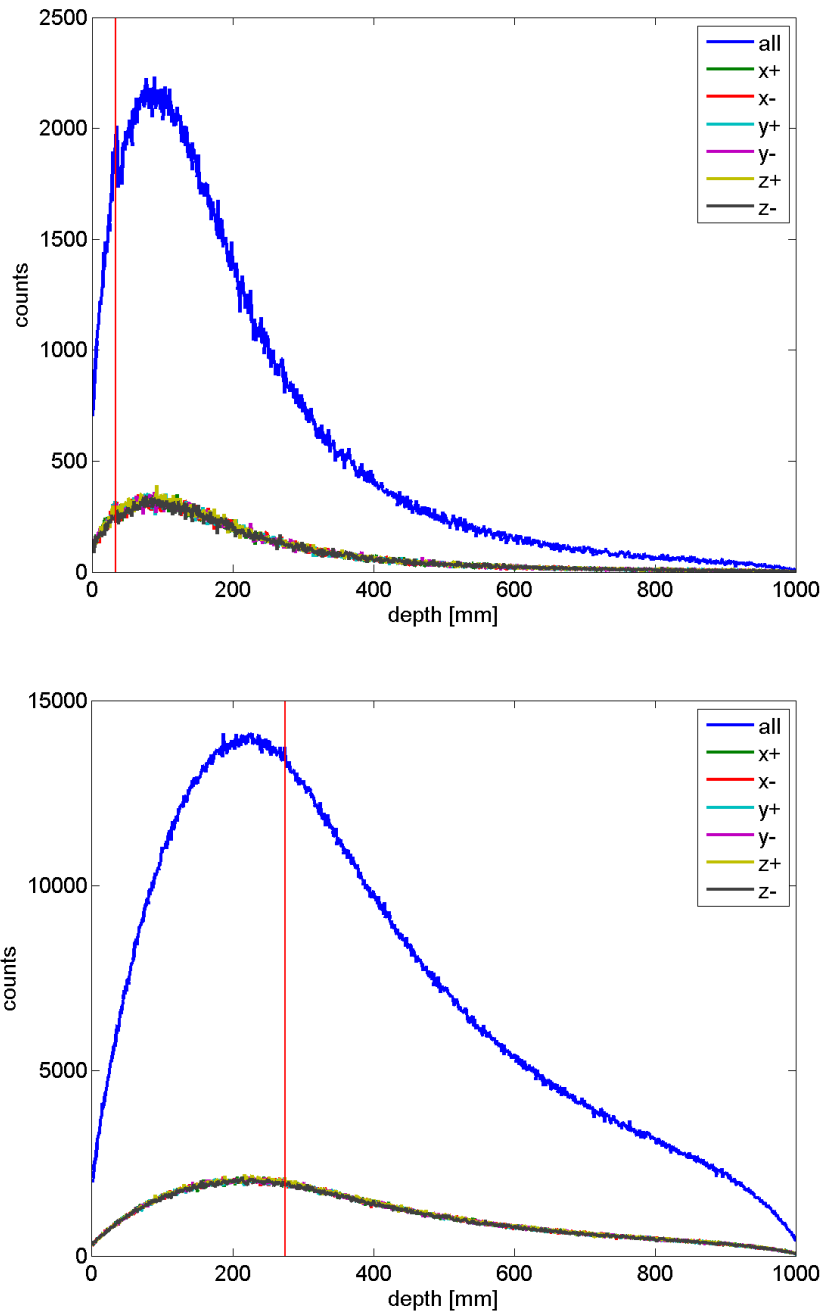 2500
2000
1500
1000
500
0
counts
0 200 400 600 800 1000
depth [mm]
all
x+
x-
y+
y-
z+
z-
15000
10000
5000
0
counts
0 200 400 600 800 1000
depth [mm]
all
x+
x-
y+
y-
z+
z-